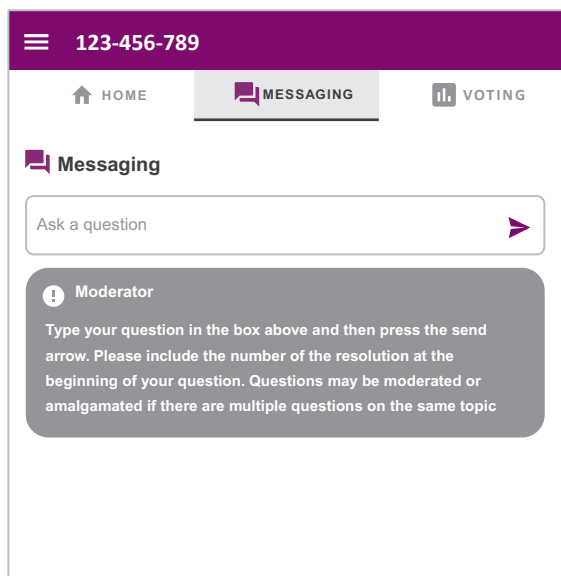 123-456-789
HOME
MESSAGING
VOTING
Messaging
Ask a question
Moderator
Type your question in the box above and then press the send
arrow. Please include the number of the resolution at the
beginning of your question. Questions may be moderated or
amalgamated if there are multiple questions on the same topic